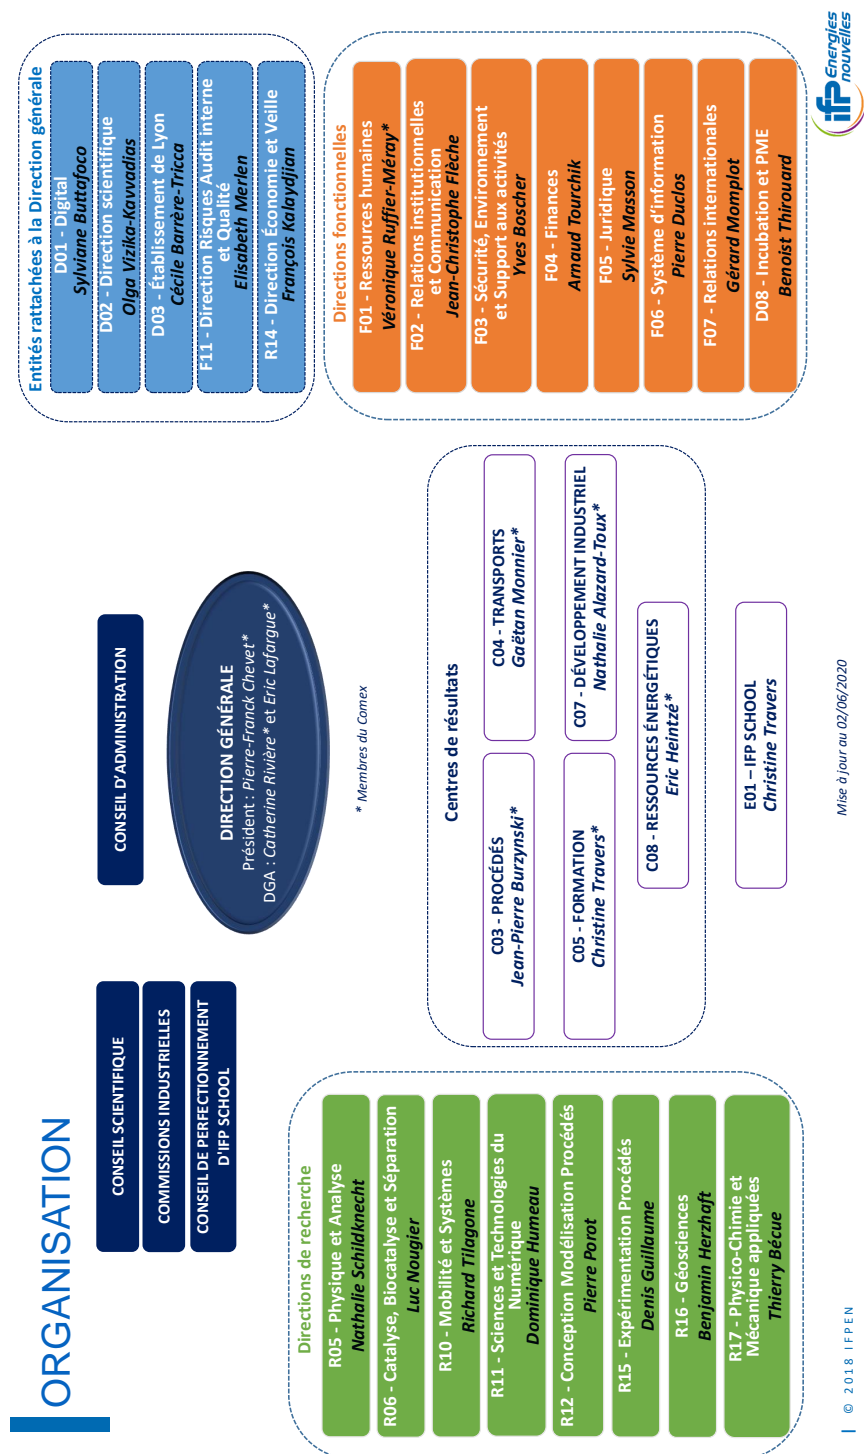 ORGANISATION
CONSEIL SCIENTIFIQUE
COMMISSIONS INDUSTRIELLES
CONSEIL DE PERFECTIONNEMENT
D'IFP SCHOOL
CONSEIL D'ADMINISTRATION
DIRECTION GÉNÉRALE
Président : Pierre-Franck Chevet*
DGA : Catherine Rivière* et Eric Lafargue*
* Membres du Comex
Entités rattachées à la Direction générale
D01 - Digital
Sylviane Buttafoco
D02 - Direction scientifique
Olga Vizika-Kavvadias
D03 - Établissement de Lyon
Cécile Barrère-Tricca
F11 - Direction Risques Audit interne
et Qualité
Elisabeth Merlen
R14 - Direction Économie et Veille
François Kalaydjian
Directions de recherche
R05 - Physique et Analyse
Nathalie Schildknecht
R06 - Catalyse, Biocatalyse et Séparation
Luc Nougier
R10 - Mobilité et Systèmes
Richard Tilagone
R11 - Sciences et Technologies du
Numérique
Dominique Humeau
R12 - Conception Modélisation Procédés
Pierre Porot
R15 - Expérimentation Procédés
Denis Guillaume
R16 - Géosciences
Benjamin Herzhaft
R17 - Physico-Chimie et
Mécanique appliquées
Thierry Bécue
Centres de résultats
C03 - PROCÉDÉS
Jean-Pierre Burzynski*
C04 - TRANSPORTS
Gaëtan Monnier*
C05 - FORMATION
Christine Travers*
C07 - DÉVELOPPEMENT INDUSTRIEL
Nathalie Alazard-Toux*
C08 - RESSOURCES ÉNERGÉTIQUES
Eric Heintzé*
E01 – IFP SCHOOL
Christine Travers
Directions fonctionnelles
F01 - Ressources humaines
Véronique Ruffier-Méray*
F02 - Relations institutionnelles
et Communication
Jean-Christophe Flèche
F03 - Sécurité, Environnement
et Support aux activités
Yves Boscher
F04 - Finances
Arnaud Tourchik
F05 - Juridique
Sylvie Masson
F06 - Système d'information
Pierre Duclos
F07 - Relations internationales
Gérard Momplot
D08 - Incubation et PME
Benoist Thirouard
| © 2018 IFPEN
Mise à jour au 02/06/2020
ifp Energies
nouvelles